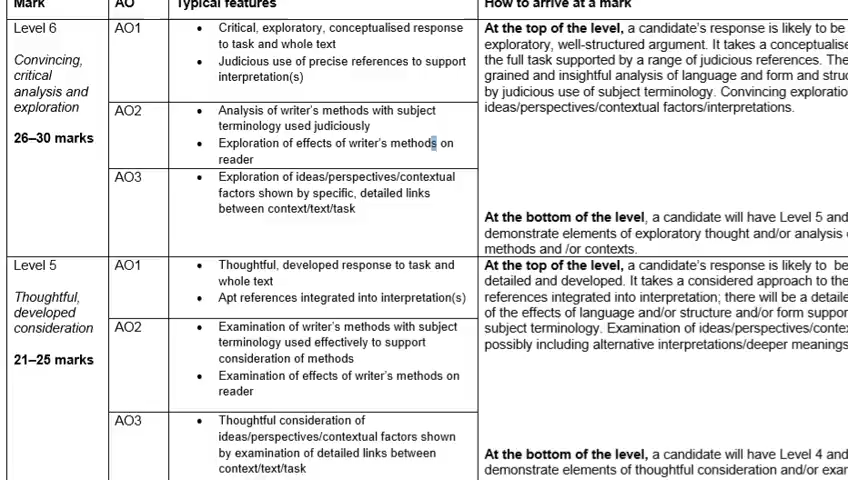 Mark AO Typical features How to arrive at a mark
Level 6
Convincing,
critical
analysis and
exploration
26–30 marks
AO1
• Critical, exploratory, conceptualised response
to task and whole text
• Judicious use of precise references to support
interpretation(s)
AO2
• Analysis of writer's methods with subject
terminology used judiciously
• Exploration of effects of writer's methods on
reader
AO3
• Exploration of ideas/perspectives/contextual
factors shown by specific, detailed links
between context/text/task
At the top of the level, a candidate's response is likely to be
exploratory, well-structured argument. It takes a conceptualise
the full task supported by a range of judicious references. The
grained and insightful analysis of language and form and struc
by judicious use of subject terminology. Convincing exploratio
ideas/perspectives/contextual factors/interpretations.
At the bottom of the level, a candidate will have Level 5 and
demonstrate elements of exploratory thought and/or analysis
methods and /or contexts.
Level 5
Thoughtful,
developed
consideration
21–25 marks
AO1
• Thoughtful, developed response to task and
whole text
• Apt references integrated into interpretation(s)
AO2
• Examination of writer's methods with subject
terminology used effectively to support
consideration of methods
• Examination of effects of writer's methods on
reader
AO3
• Thoughtful consideration of
ideas/perspectives/contextual factors shown
by examination of detailed links between
context/text/task
At the top of the level, a candidate's response is likely to be
detailed and developed. It takes a considered approach to the
references integrated into interpretation; there will be a detaile
of the effects of language and/or structure and/or form suppor
subject terminology. Examination of ideas/perspectives/conte
possibly including alternative interpretations/deeper meanings
At the bottom of the level, a candidate will have Level 4 and
demonstrate elements of thoughtful consideration and/or exa